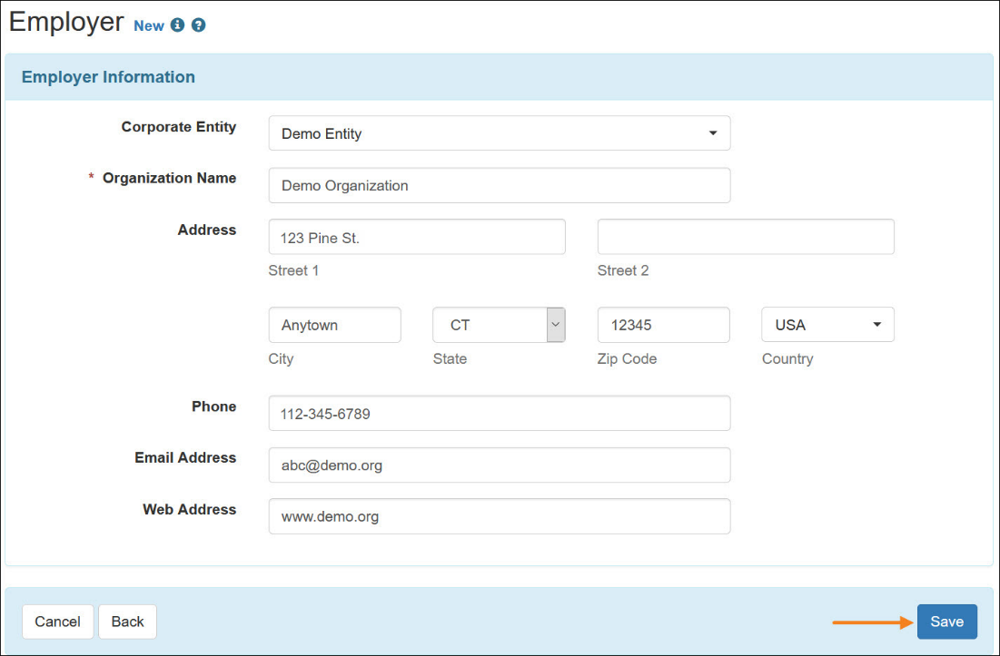 Employer New
Employer Information
Corporate Entity Demo Entity
* Organization Name Demo Organization
Address 123 Pine St.
Street 1 Street 2
Anytown CT 12345 USA
City State Zip Code Country
Phone 112-345-6789
Email Address abc@demo.org
Web Address www.demo.org
Cancel Back Save